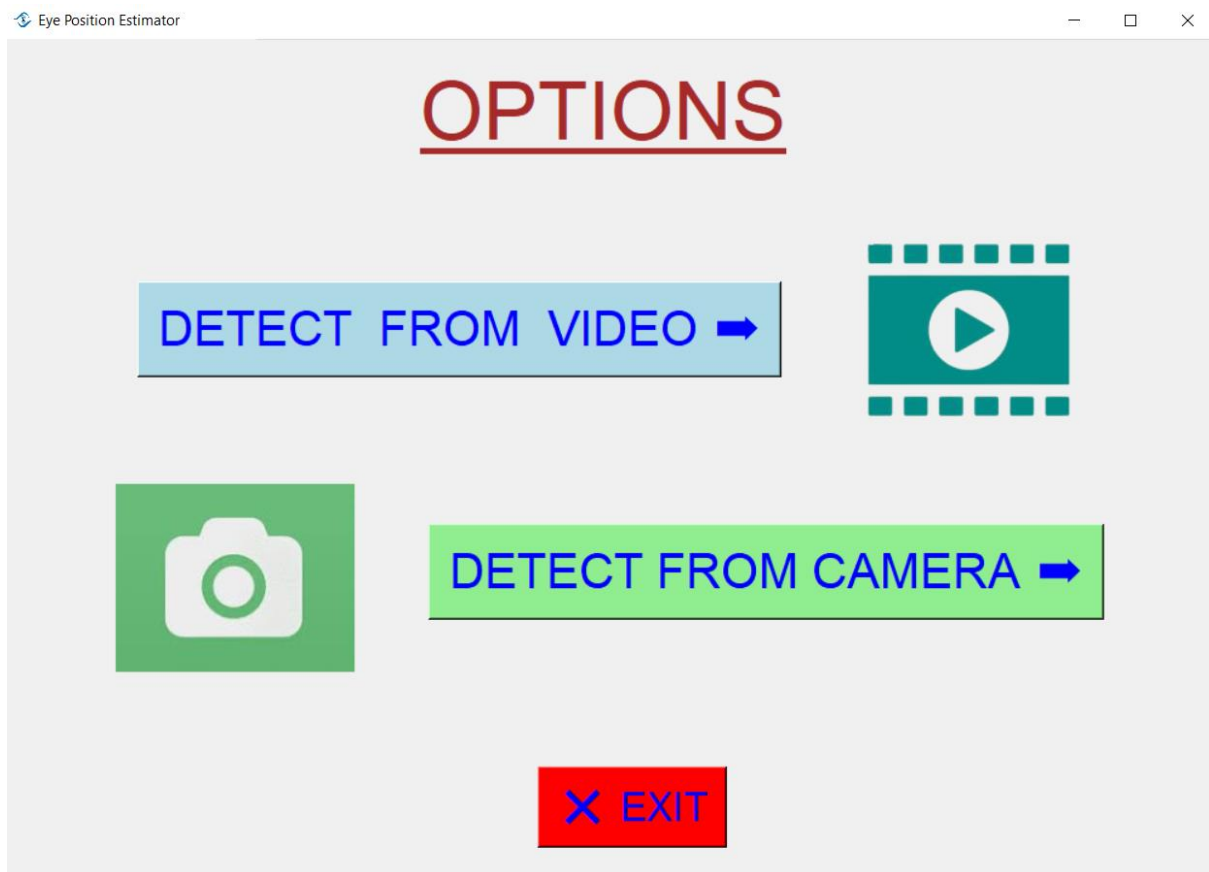 Eye Position Estimator
OPTIONS
DETECT FROM VIDEO ➡
DETECT FROM CAMERA ➡
✕ EXIT